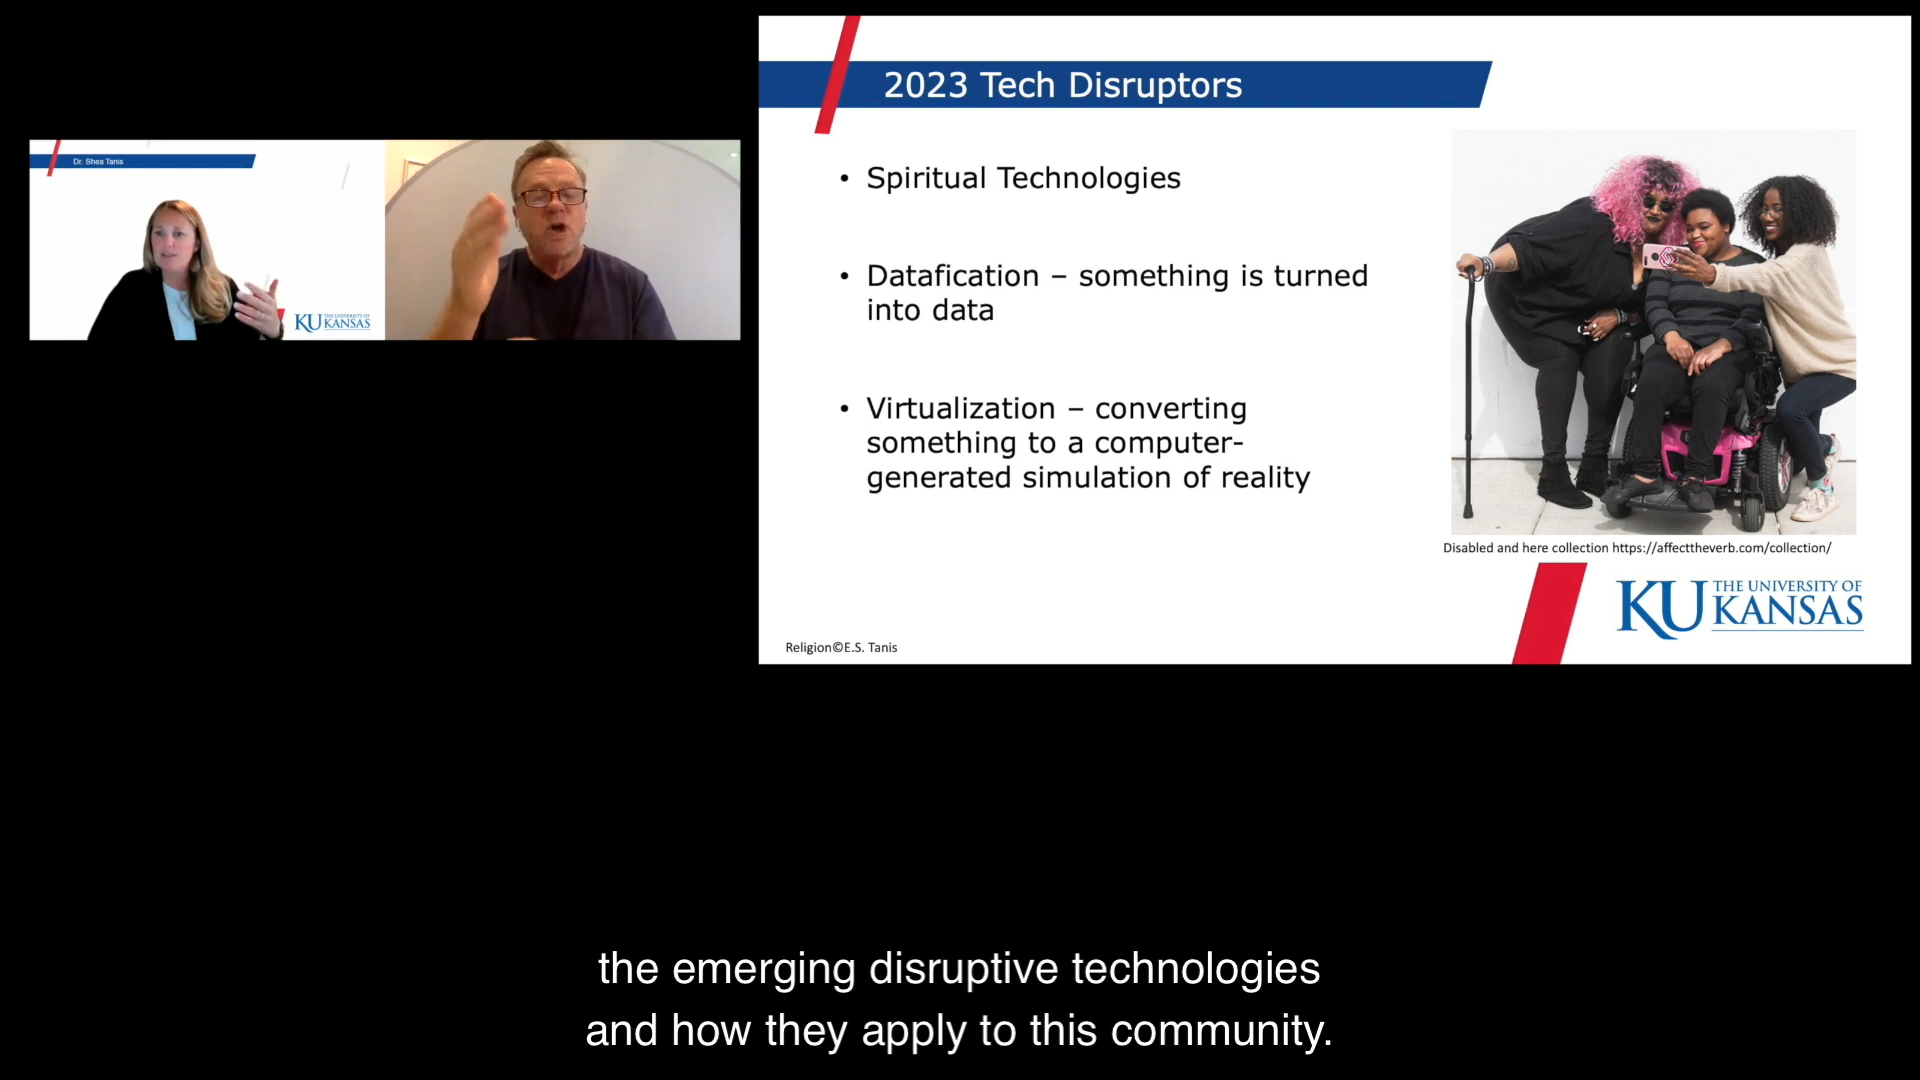 Dr. Shea Tanis
KU THE UNIVERSITY OF
KANSAS
2023 Tech Disruptors
• Spiritual Technologies
• Datafication – something is turned
into data
• Virtualization – converting
something to a computer-
generated simulation of reality
Disabled and here collection https://affecttheverb.com/collection/
KU THE UNIVERSITY OF
KANSAS
Religion©E.S. Tanis
the emerging disruptive technologies
and how they apply to this community.